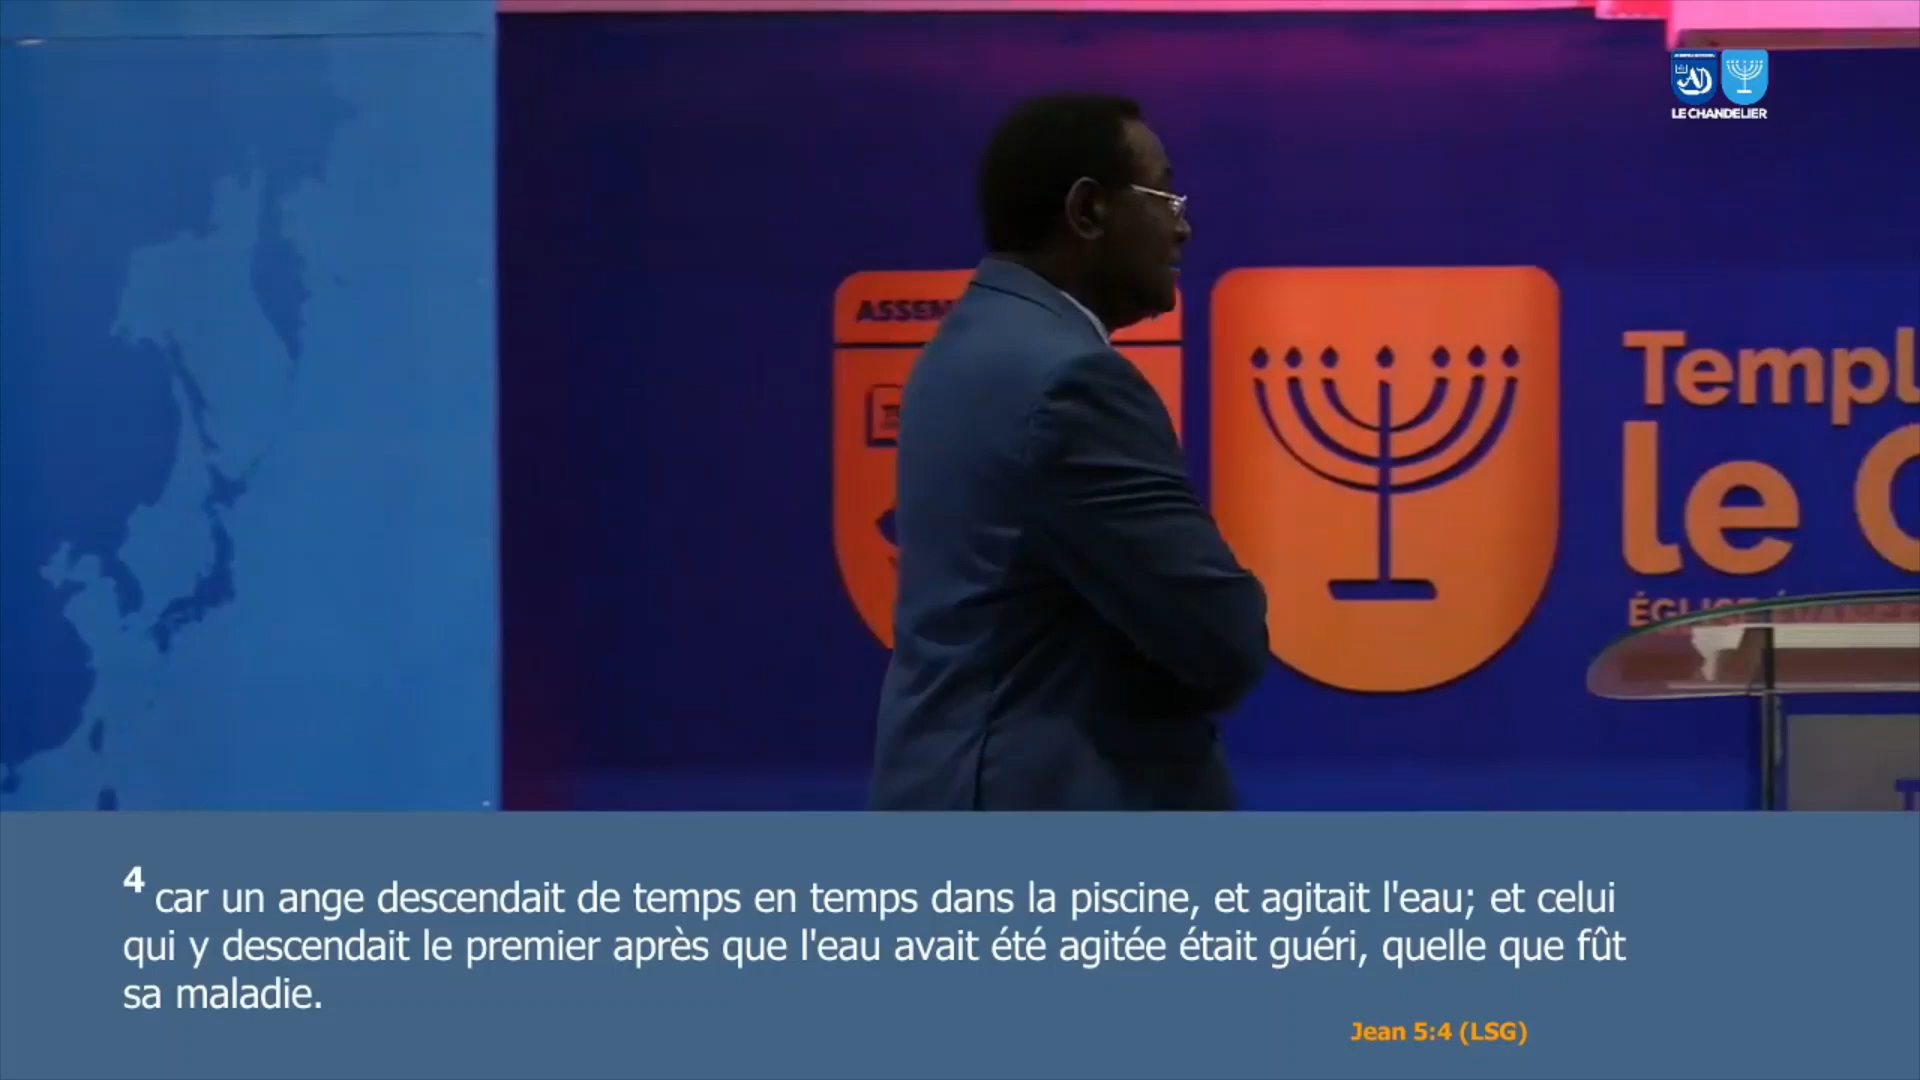 LE CHANDELIER
ASSEM
Templ
le C
ÉGLISE ÉVANGE
4 car un ange descendait de temps en temps dans la piscine, et agitait l'eau; et celui
qui y descendait le premier après que l'eau avait été agitée était guéri, quelle que fût
sa maladie.
Jean 5:4 (LSG)